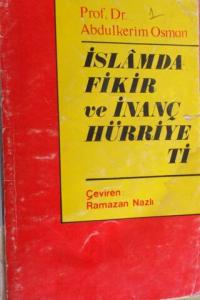 Prof. Dr.
Abdulkerim Osman
İSLÂMDA
FİKİR
ve İNANÇ
HÜRRİYE
Tİ
Çeviren:
Ramazan Nazlı